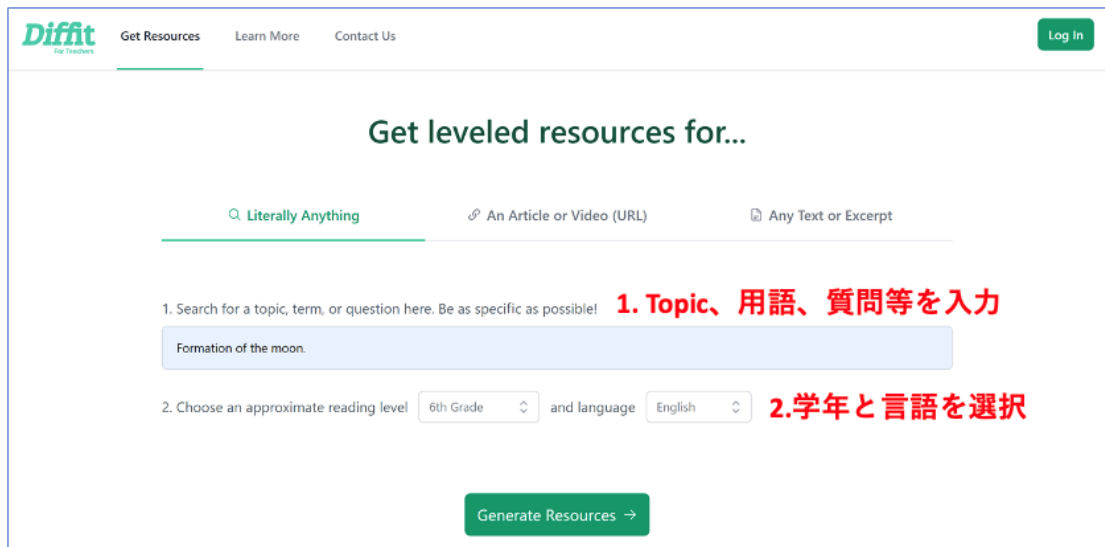 Diffit
For Teachers
Get Resources
Learn More
Contact Us
Log In
Get leveled resources for...
Literally Anything
An Article or Video (URL)
Any Text or Excerpt
1. Search for a topic, term, or question here. Be as specific as possible!
1. Topic、用語、質問等を入力
Formation of the moon.
2. Choose an approximate reading level 6th Grade and language English
2.学年と言語を選択
Generate Resources →